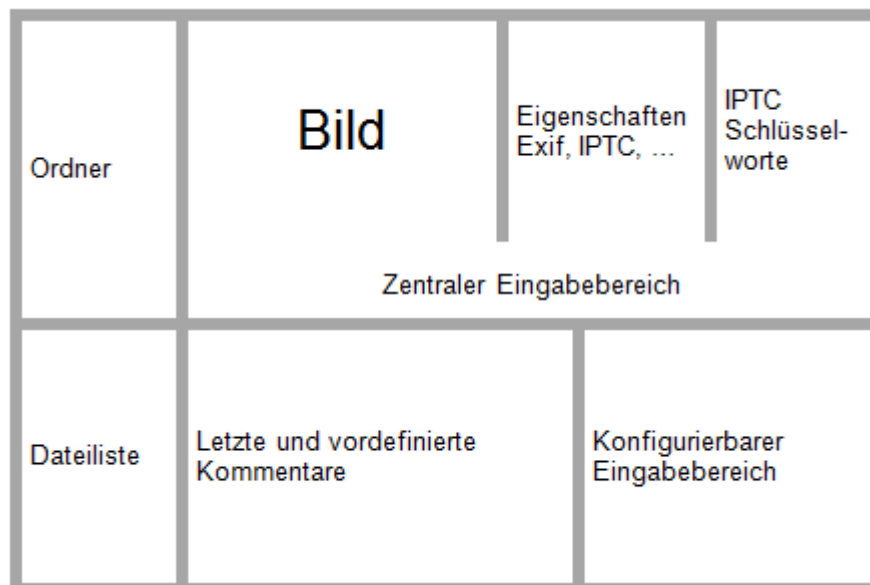 Ordner
Bild
Eigenschaften
Exif, IPTC, ...
IPTC
Schlüssel-
worte
Zentraler Eingabebereich
Dateiliste
Letzte und vordefinierte
Kommentare
Konfigurierbarer
Eingabebereich